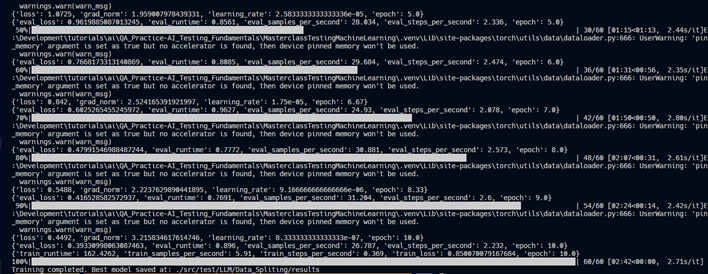 warnings.warn(warn_msg)
{'loss': 1.0725, 'grad_norm': 1.959007978439331, 'learning_rate': 2.5833333333333336e-05, 'epoch': 5.0}
{'eval_loss': 0.9619885087013245, 'eval_runtime': 0.8561, 'eval_samples_per_second': 28.034, 'eval_steps_per_second': 2.336, 'epoch': 5.0}
50%| | 30/60 [01:15<01:13, 2.44s/it]E
:\Development\tutorials\ai\QA_Practice-AI_Testing_Fundamentals\MasterclassTestingMachineLearning\.venv\Lib\site-packages\torch\utils\data\dataloader.py:666: UserWarning: 'pin
_memory' argument is set as true but no accelerator is found, then device pinned memory won't be used.
warnings.warn(warn_msg)
{'eval_loss': 0.7668173313140869, 'eval_runtime': 0.8085, 'eval_samples_per_second': 29.684, 'eval_steps_per_second': 2.474, 'epoch': 6.0}
60%| | 36/60 [01:31<00:56, 2.35s/it]E
:\Development\tutorials\ai\QA_Practice-AI_Testing_Fundamentals\MasterclassTestingMachineLearning\.venv\Lib\site-packages\torch\utils\data\dataloader.py:666: UserWarning: 'pin
_memory' argument is set as true but no accelerator is found, then device pinned memory won't be used.
warnings.warn(warn_msg)
{'loss': 0.842, 'grad_norm': 2.524165391921997, 'learning_rate': 1.75e-05, 'epoch': 6.67}
{'eval_loss': 0.6025265455245972, 'eval_runtime': 0.9627, 'eval_samples_per_second': 24.93, 'eval_steps_per_second': 2.078, 'epoch': 7.0}
70%| | 42/60 [01:50<00:50, 2.80s/it]E
:\Development\tutorials\ai\QA_Practice-AI_Testing_Fundamentals\MasterclassTestingMachineLearning\.venv\Lib\site-packages\torch\utils\data\dataloader.py:666: UserWarning: 'pin
_memory' argument is set as true but no accelerator is found, then device pinned memory won't be used.
warnings.warn(warn_msg)
{'eval_loss': 0.47991546988487244, 'eval_runtime': 0.7772, 'eval_samples_per_second': 30.881, 'eval_steps_per_second': 2.573, 'epoch': 8.0}
80%| | 48/60 [02:07<00:31, 2.61s/it]E
:\Development\tutorials\ai\QA_Practice-AI_Testing_Fundamentals\MasterclassTestingMachineLearning\.venv\Lib\site-packages\torch\utils\data\dataloader.py:666: UserWarning: 'pin
_memory' argument is set as true but no accelerator is found, then device pinned memory won't be used.
warnings.warn(warn_msg)
{'loss': 0.5488, 'grad_norm': 2.2237629890441895, 'learning_rate': 9.166666666666666e-06, 'epoch': 8.33}
{'eval_loss': 0.416528582572937, 'eval_runtime': 0.7691, 'eval_samples_per_second': 31.204, 'eval_steps_per_second': 2.6, 'epoch': 9.0}
90%| | 54/60 [02:24<00:14, 2.42s/it]E
:\Development\tutorials\ai\QA_Practice-AI_Testing_Fundamentals\MasterclassTestingMachineLearning\.venv\Lib\site-packages\torch\utils\data\dataloader.py:666: UserWarning: 'pin
_memory' argument is set as true but no accelerator is found, then device pinned memory won't be used.
warnings.warn(warn_msg)
{'loss': 0.4492, 'grad_norm': 3.215834617614746, 'learning_rate': 8.333333333333333e-07, 'epoch': 10.0}
{'eval_loss': 0.39330998063087463, 'eval_runtime': 0.896, 'eval_samples_per_second': 26.787, 'eval_steps_per_second': 2.232, 'epoch': 10.0}
{'train_runtime': 162.4262, 'train_samples_per_second': 5.91, 'train_steps_per_second': 0.369, 'train_loss': 0.850070079167684, 'epoch': 10.0}
100%| | 60/60 [02:42<00:00, 2.71s/it]
Training completed. Best model saved at: ./src/test/LLM/Data_Spliting/results